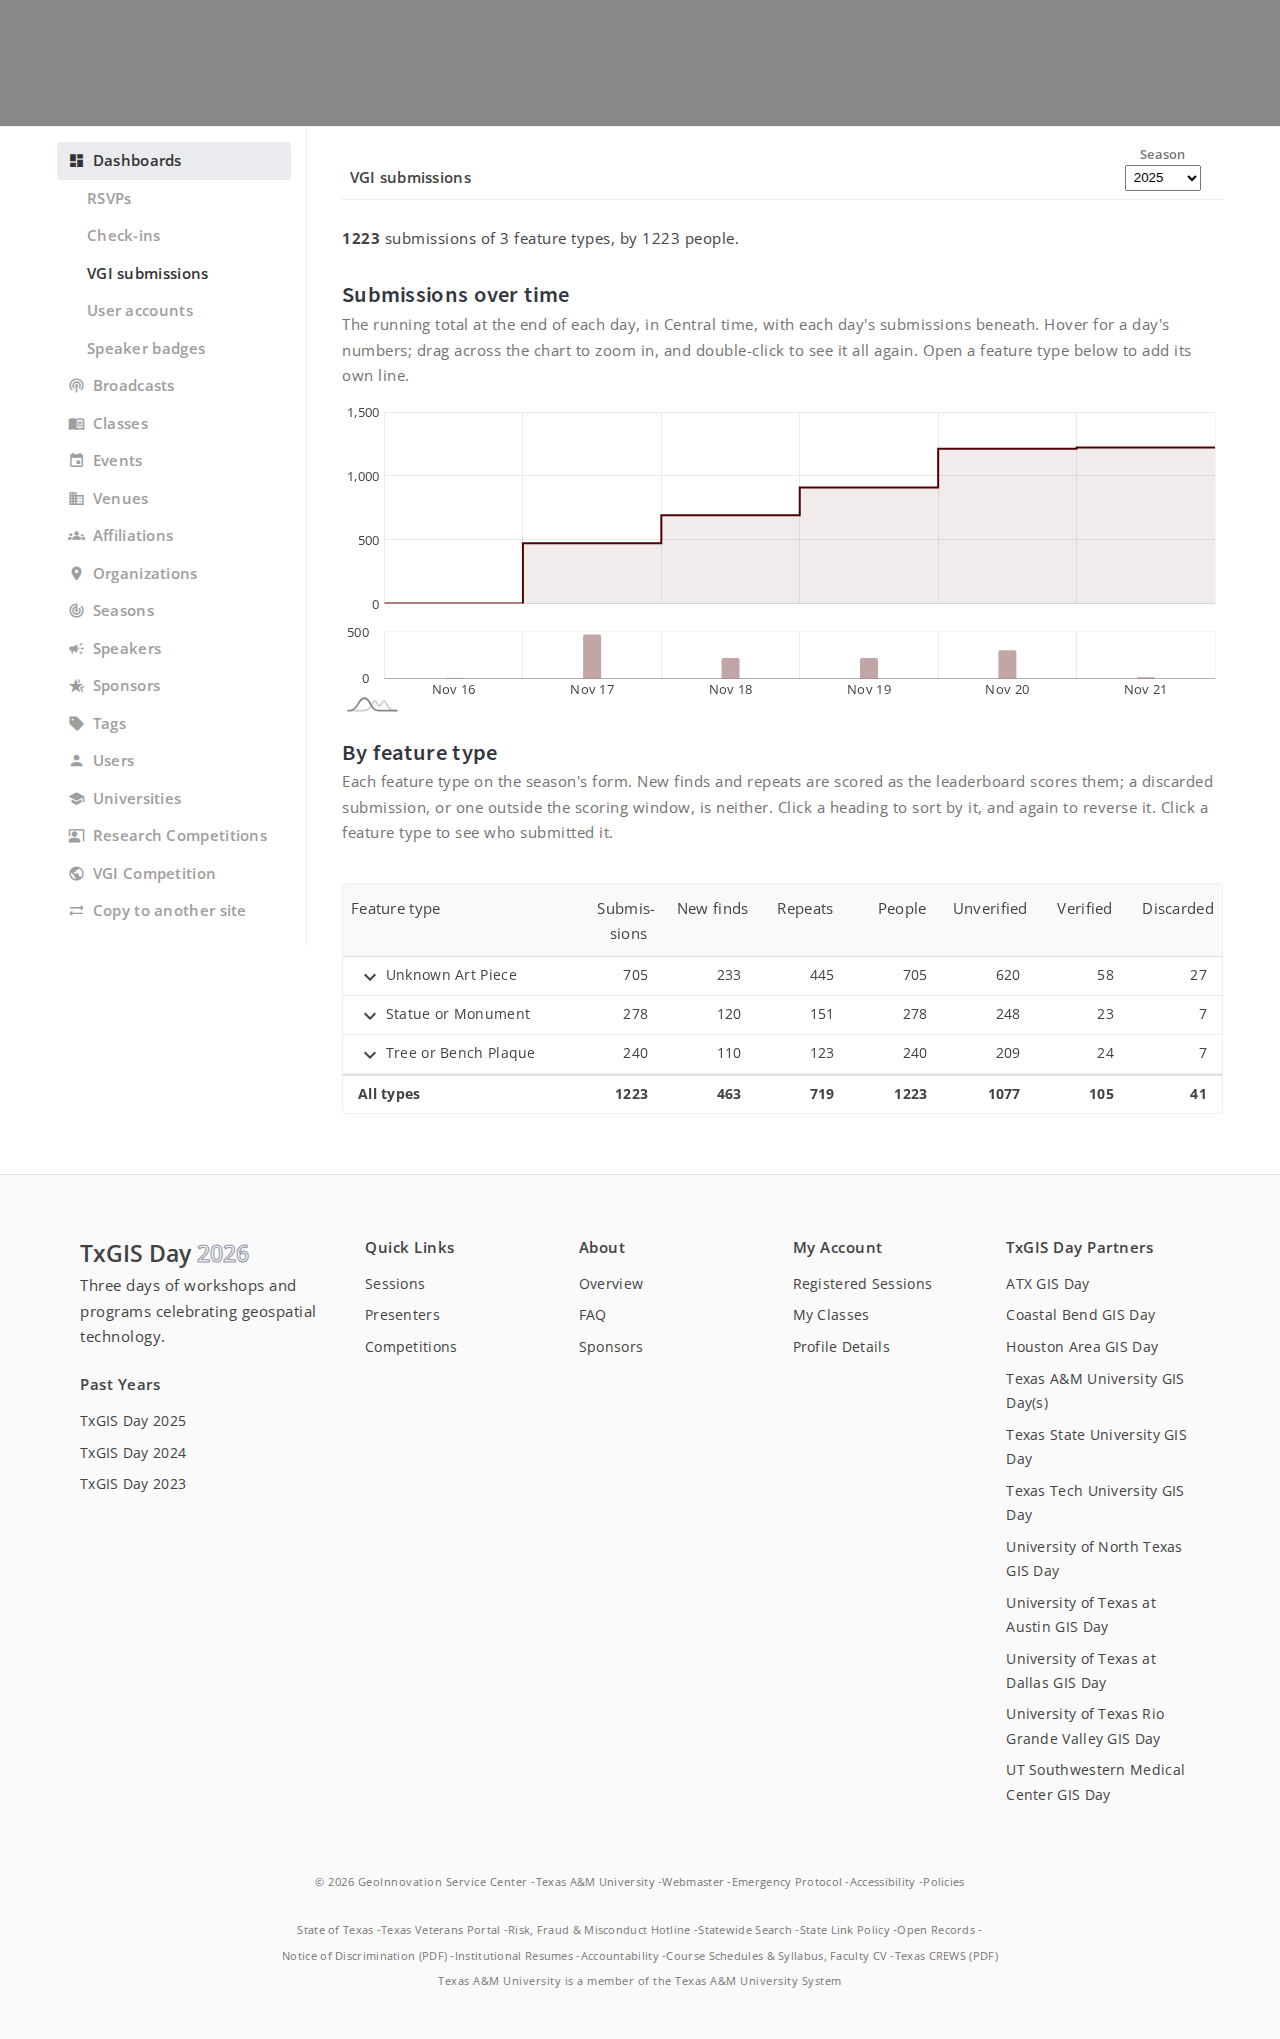 Dashboards
RSVPs
Check-ins
VGI submissions
User accounts
Speaker badges
Broadcasts
Classes
Events
Venues
Affiliations
Organizations
Seasons
Speakers
Sponsors
Tags
Users
Universities
Research Competitions
VGI Competition
Copy to another site
Season
VGI submissions
2025
1223 submissions of 3 feature types, by 1223 people.
Submissions over time
The running total at the end of each day, in Central time, with each day's submissions beneath. Hover for a day's
numbers; drag across the chart to zoom in, and double-click to see it all again. Open a feature type below to add its
own line.
1,500
1,000
500
0
500
0
Nov 16 Nov 17 Nov 18 Nov 19 Nov 20 Nov 21
By feature type
Each feature type on the season's form. New finds and repeats are scored as the leaderboard scores them; a discarded
submission, or one outside the scoring window, is neither. Click a heading to sort by it, and again to reverse it. Click a
feature type to see who submitted it.
Feature type Submis- New finds Repeats People Unverified Verified Discarded
sions
Unknown Art Piece 705 233 445 705 620 58 27
Statue or Monument 278 120 151 278 248 23 7
Tree or Bench Plaque 240 110 123 240 209 24 7
All types 1223 463 719 1223 1077 105 41
TxGIS Day 2026
Three days of workshops and
programs celebrating geospatial
technology.
Past Years
TxGIS Day 2025
TxGIS Day 2024
TxGIS Day 2023
Quick Links
Sessions
Presenters
Competitions
About
Overview
FAQ
Sponsors
My Account
Registered Sessions
My Classes
Profile Details
TxGIS Day Partners
ATX GIS Day
Coastal Bend GIS Day
Houston Area GIS Day
Texas A&M University GIS
Day(s)
Texas State University GIS
Day
Texas Tech University GIS
Day
University of North Texas
GIS Day
University of Texas at
Austin GIS Day
University of Texas at
Dallas GIS Day
University of Texas Rio
Grande Valley GIS Day
UT Southwestern Medical
Center GIS Day
© 2026 GeoInnovation Service Center -Texas A&M University -Webmaster -Emergency Protocol -Accessibility -Policies
State of Texas -Texas Veterans Portal -Risk, Fraud & Misconduct Hotline -Statewide Search -State Link Policy -Open Records -
Notice of Discrimination (PDF) -Institutional Resumes -Accountability -Course Schedules & Syllabus, Faculty CV -Texas CREWS (PDF)
Texas A&M University is a member of the Texas A&M University System